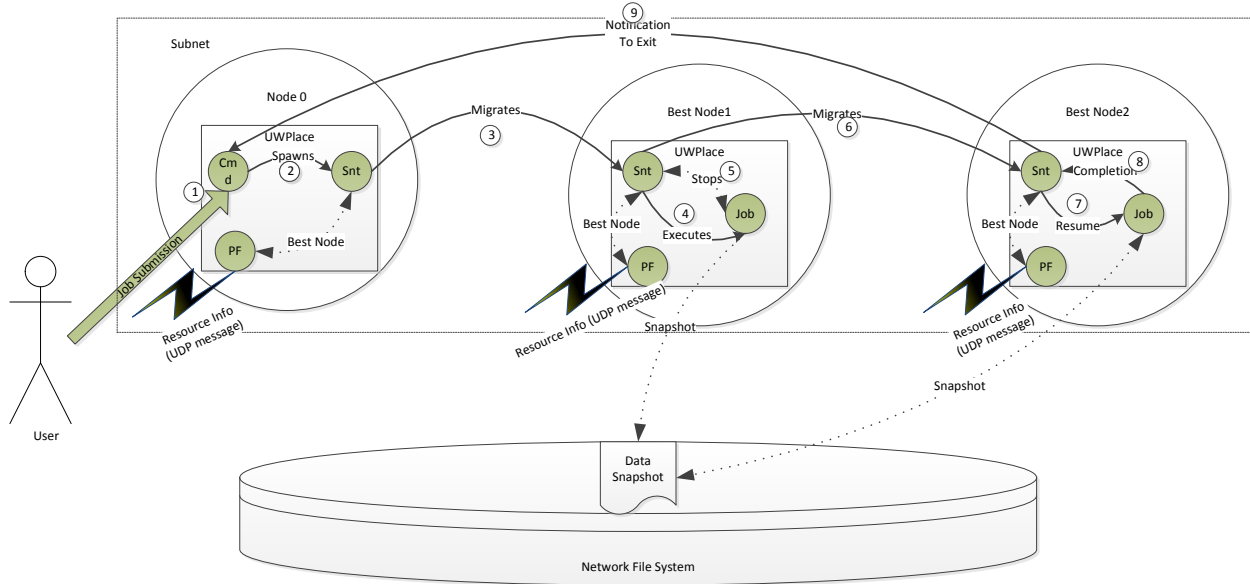 9
Notification
To Exit
Subnet
Node 0
UWPlace
Cm
d
Spawns
2
Snt
1
Best Node
PF
Job Submission
Resource Info
(UDP message)
User
Migrates
3
Best Node1
UWPlace
Snt
Stops
5
4
Executes
Job
Best Node
PF
Resource Info (UDP message)
Snapshot
Migrates
6
Best Node2
UWPlace
8
Completion
Snt
7
Resume
Job
Best Node
PF
Resource Info
(UDP message)
Snapshot
Data
Snapshot
Network File System